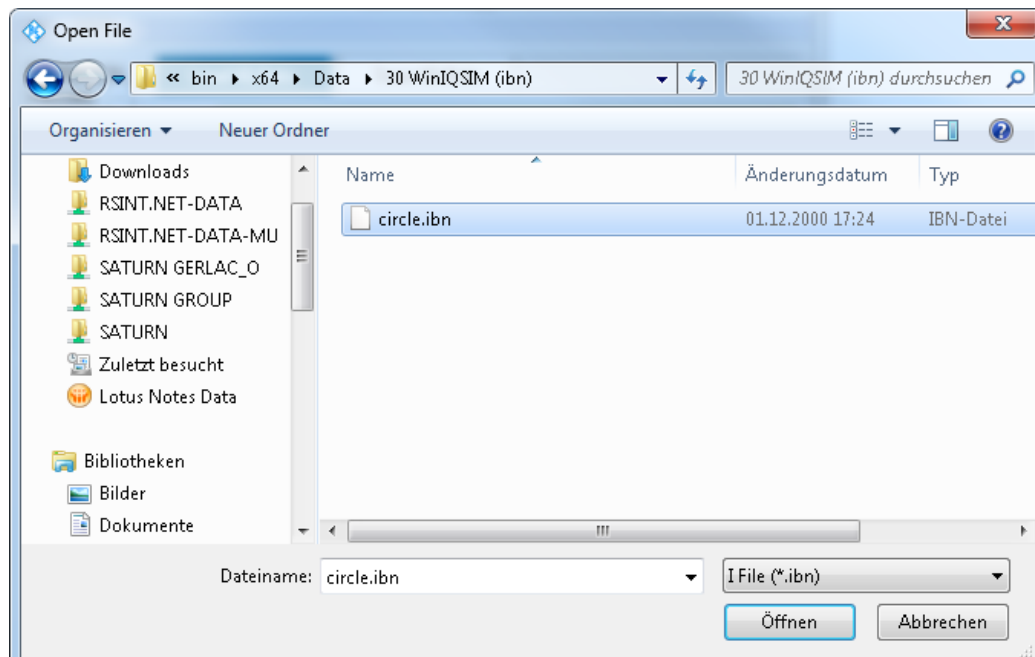 Open File
« bin ▸ x64 ▸ Data ▸ 30 WinIQSIM (ibn)
30 WinIQSIM (ibn) durchsuchen
Organisieren Neuer Ordner
Downloads
RSINT.NET-DATA
RSINT.NET-DATA-MU
SATURN GERLAC_O
SATURN GROUP
SATURN
Zuletzt besucht
Lotus Notes Data
Bibliotheken
Bilder
Dokumente
Name Änderungsdatum Typ
circle.ibn 01.12.2000 17:24 IBN-Datei
Dateiname: circle.ibn I File (*.ibn)
Öffnen Abbrechen